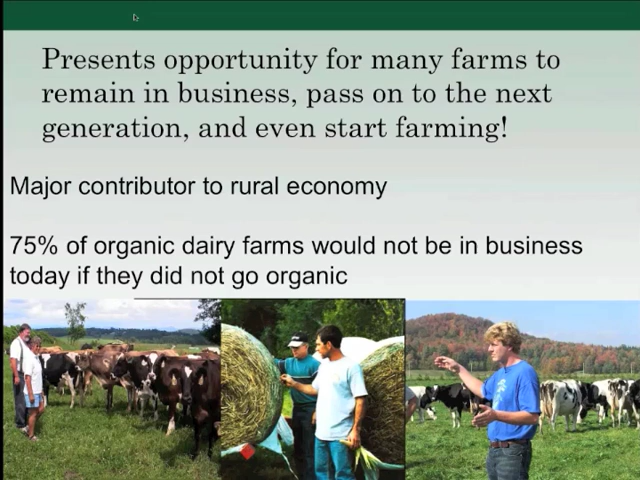 Presents opportunity for many farms to
remain in business, pass on to the next
generation, and even start farming!
Major contributor to rural economy
75% of organic dairy farms would not be in business
today if they did not go organic